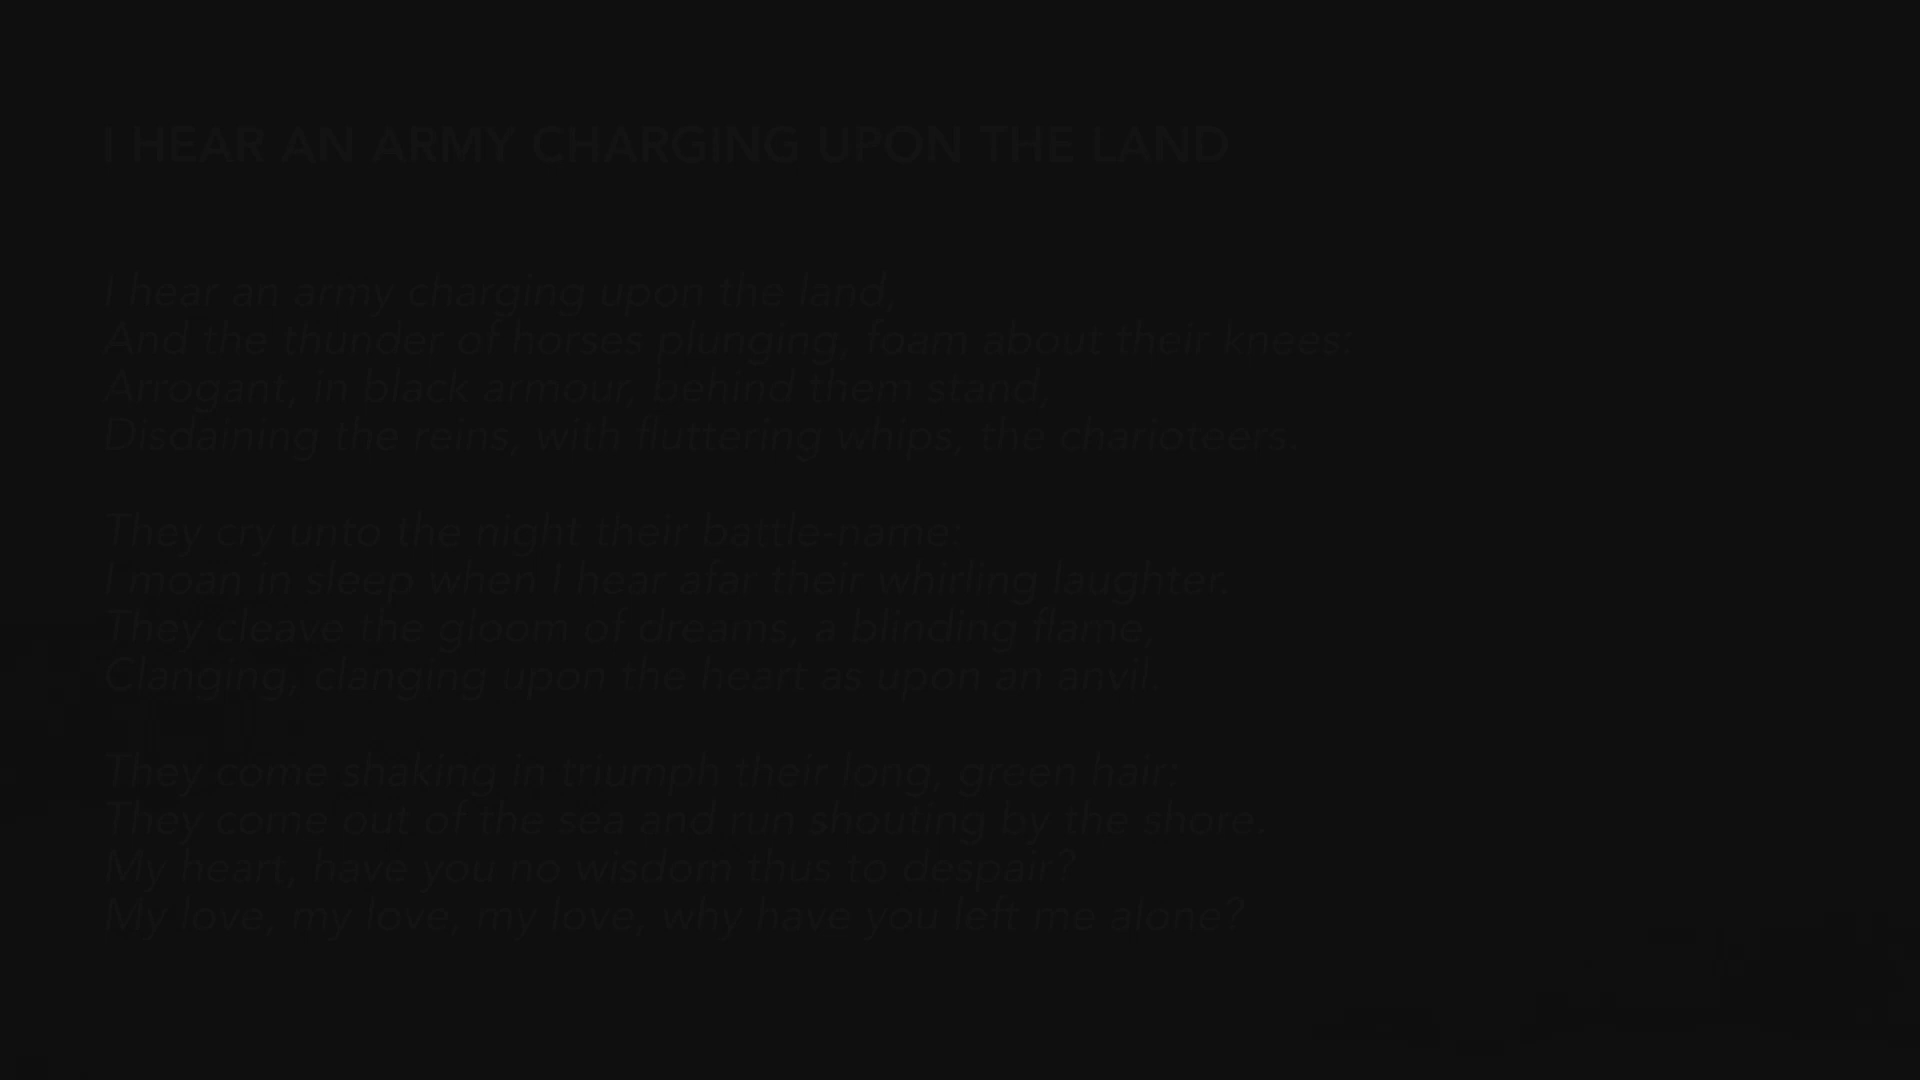 I HEAR AN ARMY CHARGING UPON THE LAND
I hear an army charging upon the land,
And the thunder of horses plunging, foam about their knees:
Arrogant, in black armour, behind them stand,
Disdaining the reins, with fluttering whips, the charioteers.
They cry unto the night their battle-name:
I moan in sleep when I hear afar their whirling laughter.
They cleave the gloom of dreams, a blinding flame,
Clanging, clanging upon the heart as upon an anvil.
They come shaking in triumph their long, green hair:
They come out of the sea and run shouting by the shore.
My heart, have you no wisdom thus to despair?
My love, my love, my love, why have you left me alone?